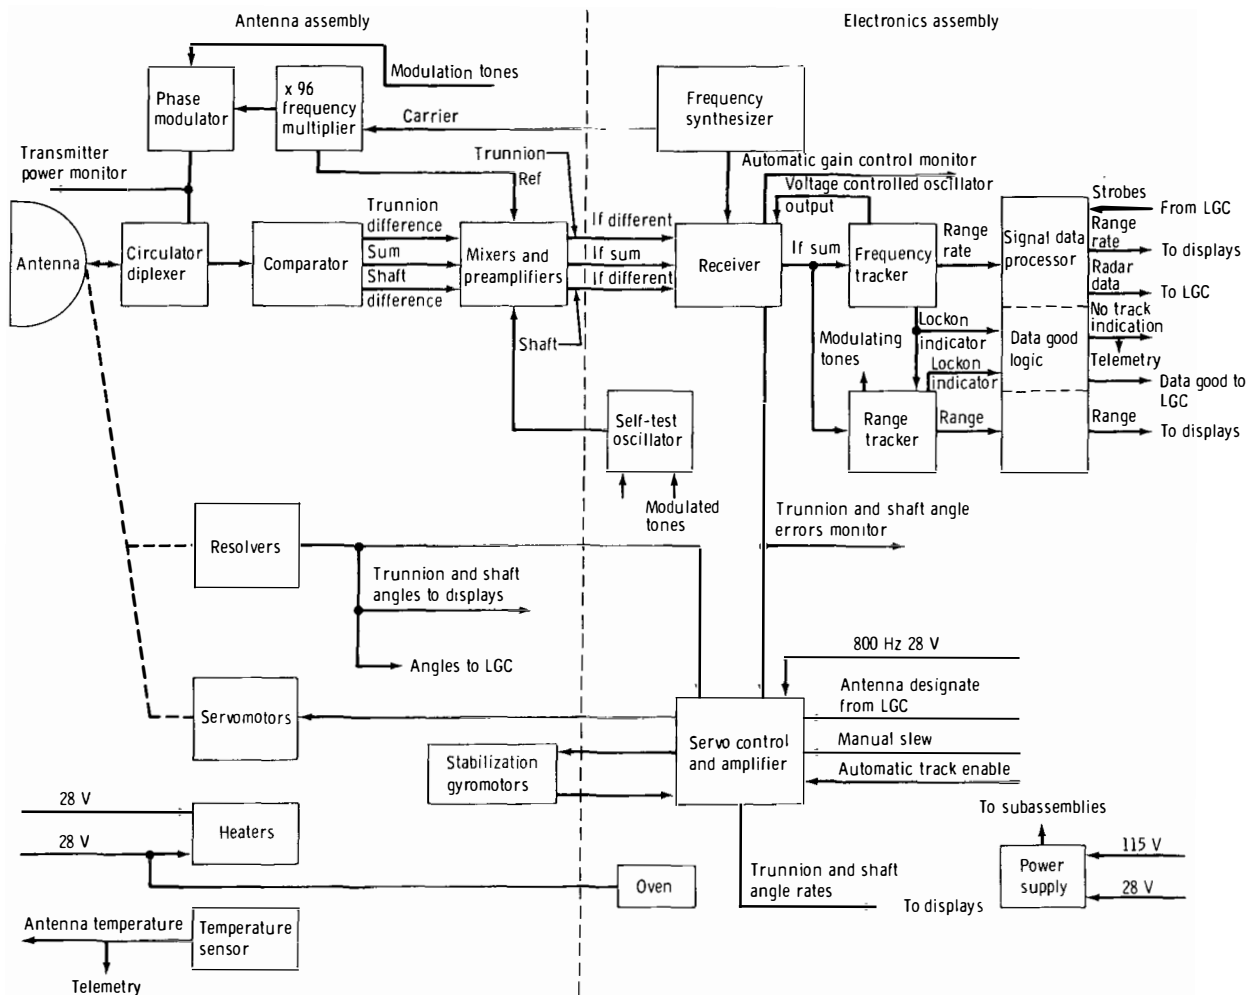 Antenna assembly
Electronics assembly
Modulation tones
Phase
modulator
x 96
frequency
multiplier
Carrier
Frequency
synthesizer
Transmitter
power monitor
Trunnion
Ref
Automatic gain control monitor
Voltage controlled oscillator
output
Strobes
From LGC
Trunnion
difference
Sum
Shaft
difference
If different
If sum
If different
Shaft
Antenna
Circulator
diplexer
Comparator
Mixers and
preamplifiers
Receiver
If sum
Frequency
tracker
Range
rate
Signal data
processor
Range
rate
To displays
Radar
data
To LGC
No track
indication
Telemetry
Lockon
indicator
Data good
logic
Modulating
tones
Lockon
indicator
Data good to
LGC
Self-test
oscillator
Range
tracker
Range
Range
To displays
Modulated
tones
Resolvers
Trunnion and shaft angle
errors monitor
Trunnion and shaft
angles to displays
Angles to LGC
800 Hz 28 V
Antenna designate
from LGC
Servomotors
Servo control
and amplifier
Manual slew
Automatic track enable
Stabilization
gyromotors
28 V
Heaters
28 V
To subassemblies
Power
supply
115 V
28 V
Trunnion and shaft
angle rates
To displays
Oven
Antenna temperature
Temperature
sensor
Telemetry